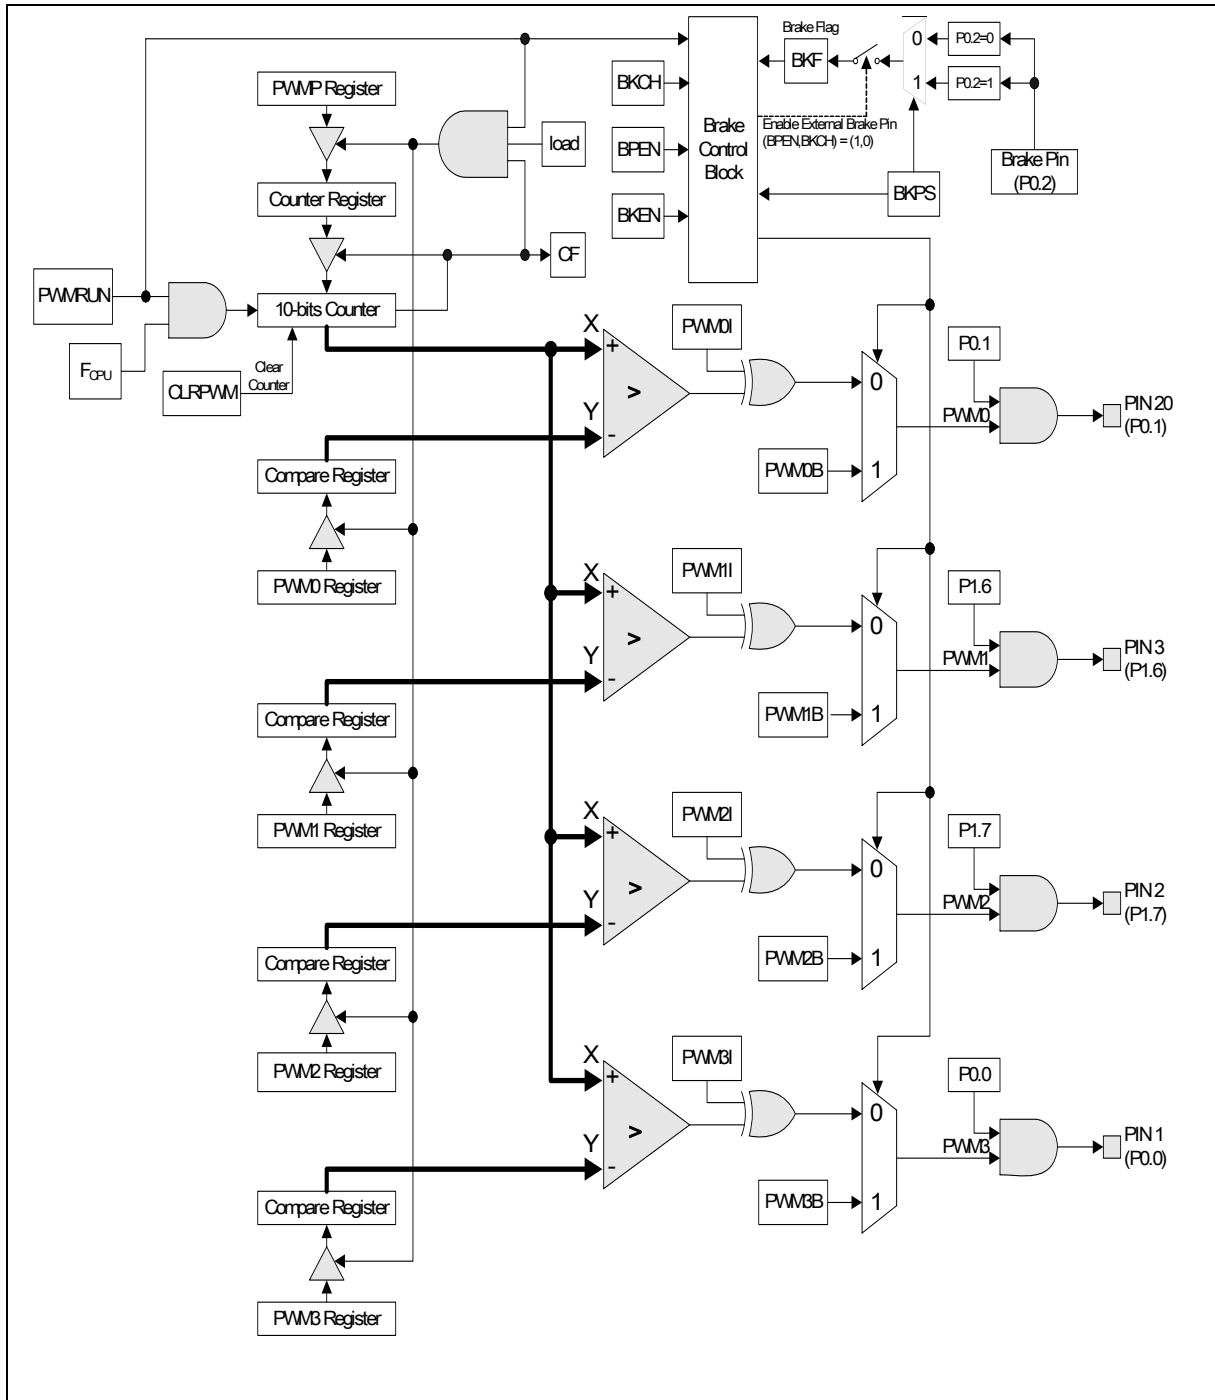 Brake Flag
0
P0.2=0
PWMP Register
BKCH
BKF
1
P0.2=1
load
Enable External Brake Pin
(BPEN,BKCH) = (1,0)
BPEN
Brake
Control
Block
Brake Pin
(P0.2)
Counter Register
BKEN
BKPS
CF
PWMRUN
10-bits Counter
FCPU
CLRPWM
Clear
Counter
X
+
>
Y
-
PWM0I
0
PWM0B
1
P0.1
PWM0
PIN 20
(P0.1)
Compare Register
PWM0 Register
X
+
>
Y
-
PWM1I
0
PWM1B
1
P1.6
PWM1
PIN 3
(P1.6)
Compare Register
PWM1 Register
X
+
>
Y
-
PWM2I
0
PWM2B
1
P1.7
PWM2
PIN 2
(P1.7)
Compare Register
PWM2 Register
X
+
>
Y
-
PWM3I
0
PWM3B
1
P0.0
PWM3
PIN 1
(P0.0)
Compare Register
PWM3 Register